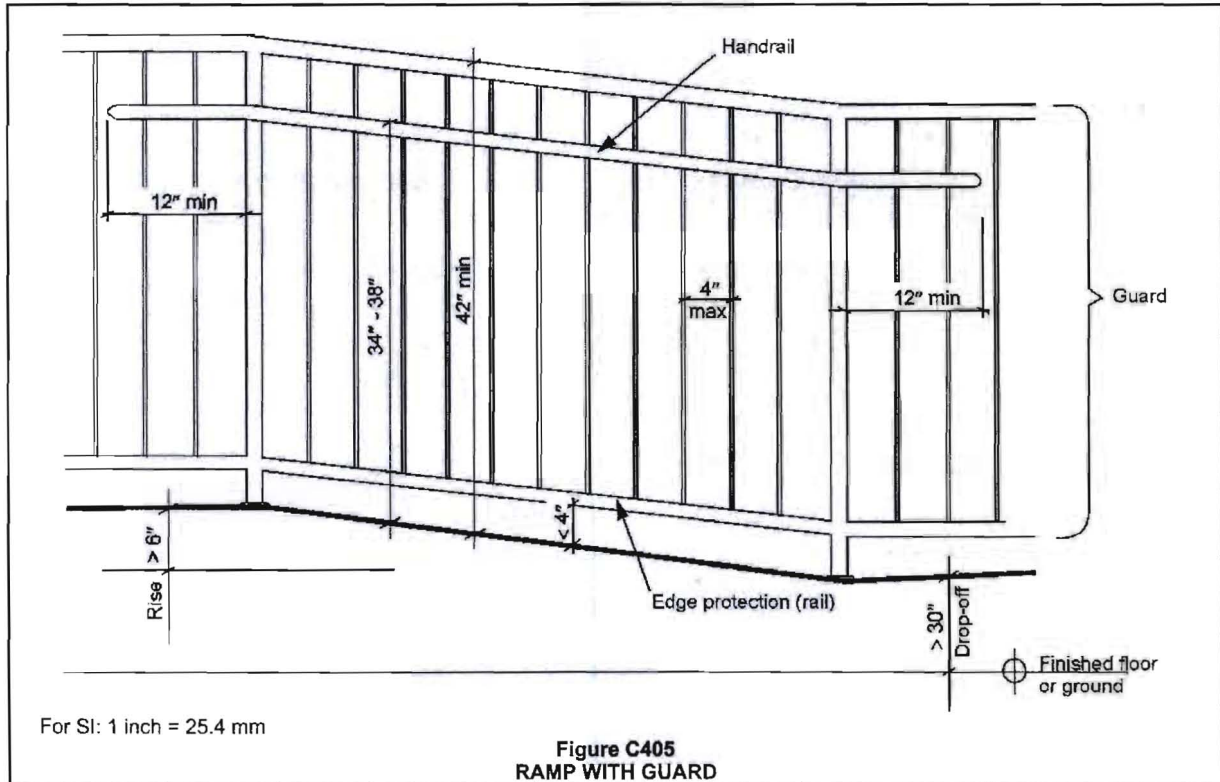 Handrail
12" min
34" - 38"
42" min
4"
max
12" min
Guard
< 4"
Rise > 6"
Edge protection (rail)
> 30"
Drop-off
Finished floor
or ground
For SI: 1 inch = 25.4 mm
Figure C405
RAMP WITH GUARD